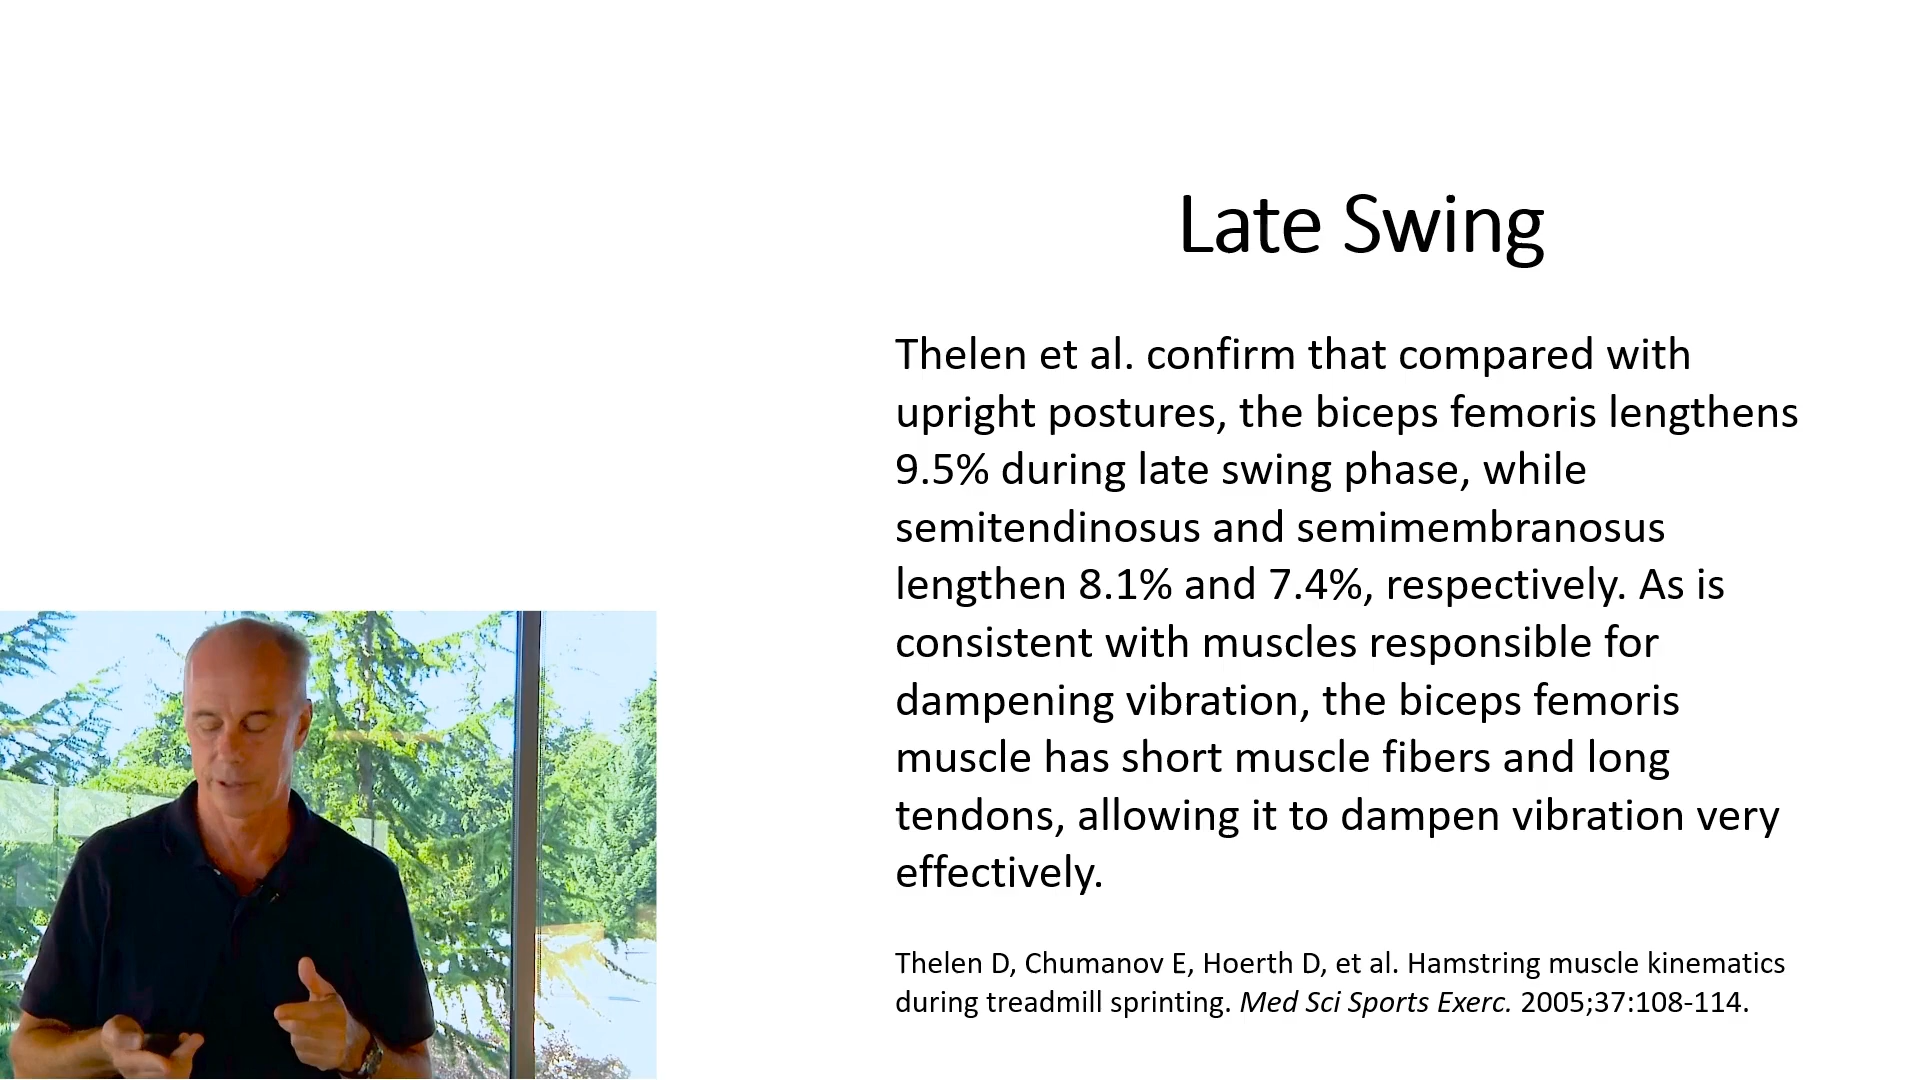 Late Swing
Thelen et al. confirm that compared with
upright postures, the biceps femoris lengthens
9.5% during late swing phase, while
semitendinosus and semimembranosus
lengthen 8.1% and 7.4%, respectively. As is
consistent with muscles responsible for
dampening vibration, the biceps femoris
muscle has short muscle fibers and long
tendons, allowing it to dampen vibration very
effectively.
Thelen D, Chumanov E, Hoerth D, et al. Hamstring muscle kinematics
during treadmill sprinting. Med Sci Sports Exerc. 2005;37:108-114.